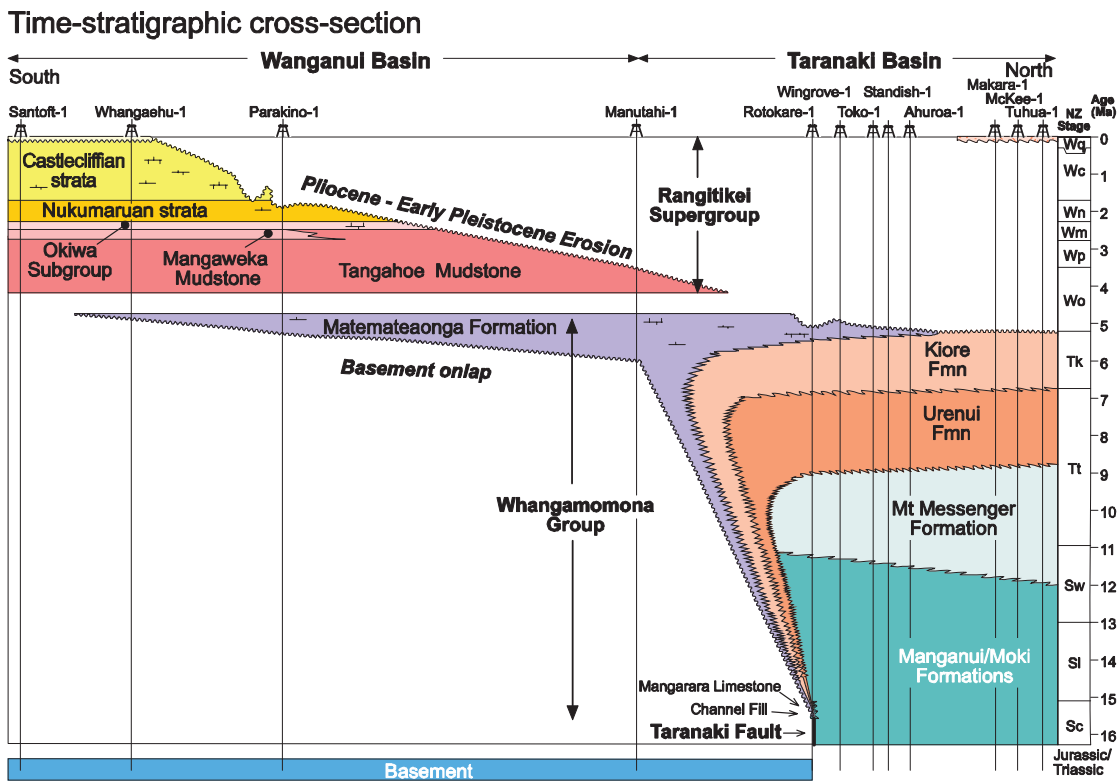 Time-stratigraphic cross-section
Wanganui Basin
Taranaki Basin
South
North
Santoft-1
Whangaehu-1
Parakino-1
Manutahi-1
Rotokare-1
Wingrove-1
Toko-1
Standish-1
Ahuroa-1
Makara-1
McKee-1
Tuhua-1
NZ
Stage
Age
(Ma)
Castlecliffian
strata
Nukumaruan strata
Okiwa
Subgroup
Mangaweka
Mudstone
Tangahoe Mudstone
Pliocene - Early Pleistocene Erosion
Rangitikei
Supergroup
Matemateaonga Formation
Basement onlap
Whangamomona
Group
Kiore
Fmn
Urenui
Fmn
Mt Messenger
Formation
Manganui/Moki
Formations
Mangarara Limestone
Channel Fill
Taranaki Fault
Basement
Wq
Wc
Wn
Wm
Wp
Wo
Tk
Tt
Sw
Sl
Sc
Jurassic/
Triassic
0
1
2
3
4
5
6
7
8
9
10
11
12
13
14
15
16